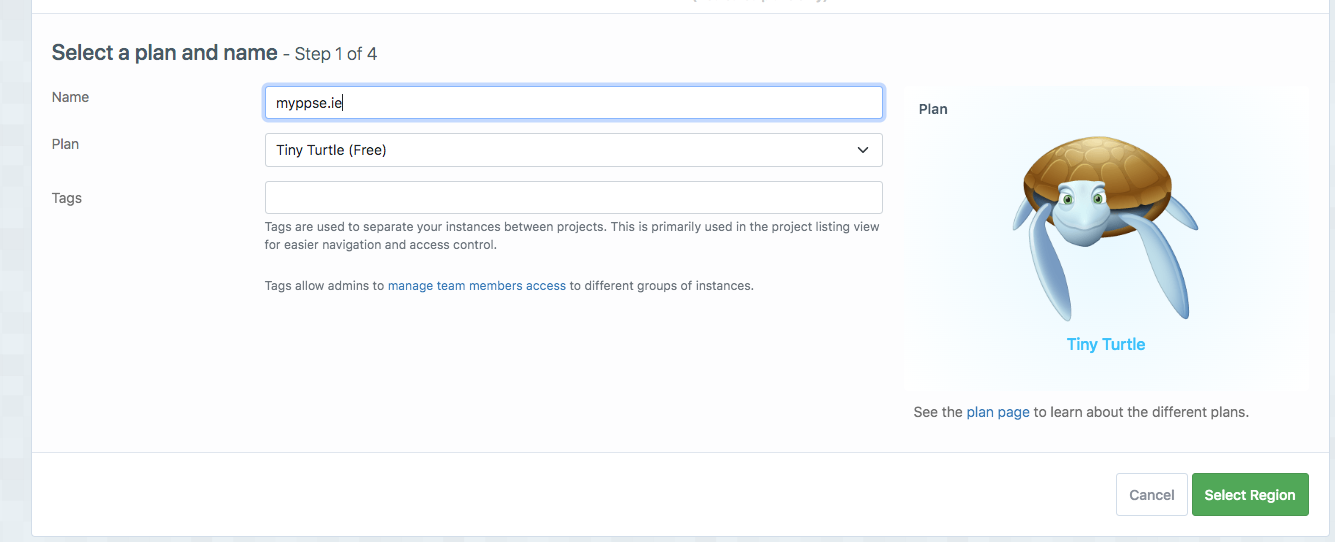 Select a plan and name - Step 1 of 4
Name
myppse.ie
Plan
Tiny Turtle (Free)
Tags
Tags are used to separate your instances between projects. This is primarily used in the project listing view
for easier navigation and access control.
Tags allow admins to manage team members access to different groups of instances.
Plan
Tiny Turtle
See the plan page to learn about the different plans.
Cancel
Select Region